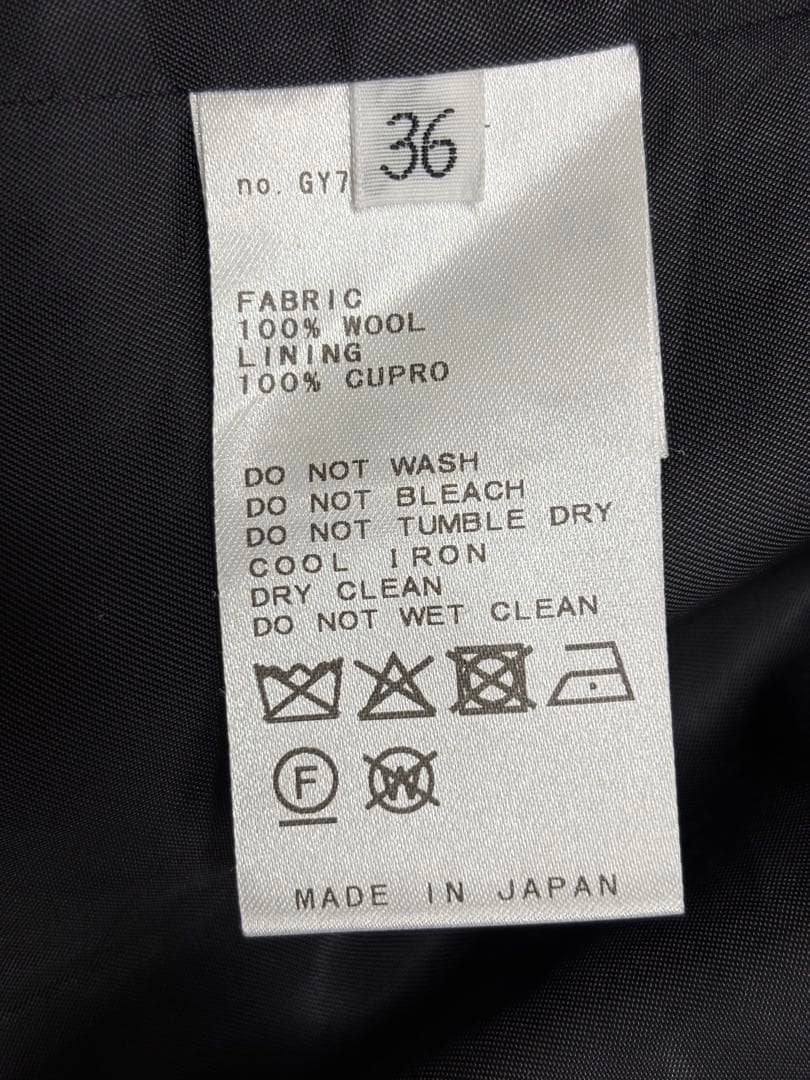 36
no. GY7
FABRIC
100% WOOL
LINING
100% CUPRO
DO NOT WASH
DO NOT BLEACH
DO NOT TUMBLE DRY
COOL IRON
DRY CLEAN
DO NOT WET CLEAN
F W
MADE IN JAPAN